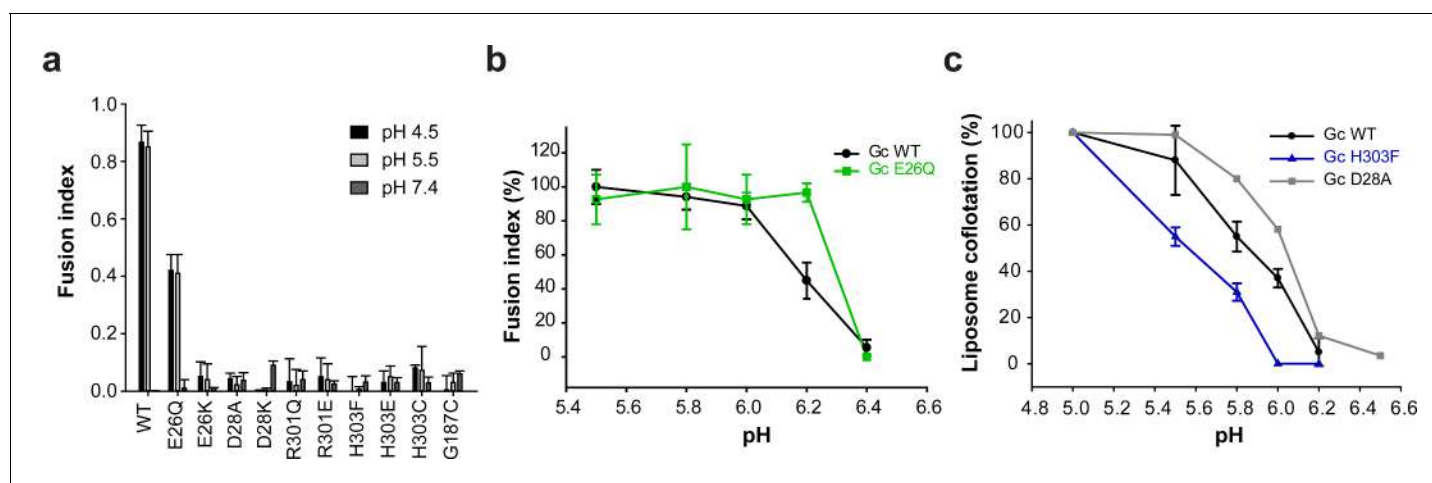 a
Fusion index
1.0
0.8
0.6
0.4
0.2
0.0
pH 4.5
pH 5.5
pH 7.4
WT
E26Q
E26K
D28A
D28K
R301Q
R301E
H303F
H303E
H303C
G187C
b
Fusion index (%)
120
100
80
60
40
20
0
Gc WT
Gc E26Q
5.4 5.6 5.8 6.0 6.2 6.4 6.6
pH
c
Liposome coflotation (%)
100
80
60
40
20
0
Gc WT
Gc H303F
Gc D28A
4.8 5.0 5.2 5.4 5.6 5.8 6.0 6.2 6.4 6.6
pH